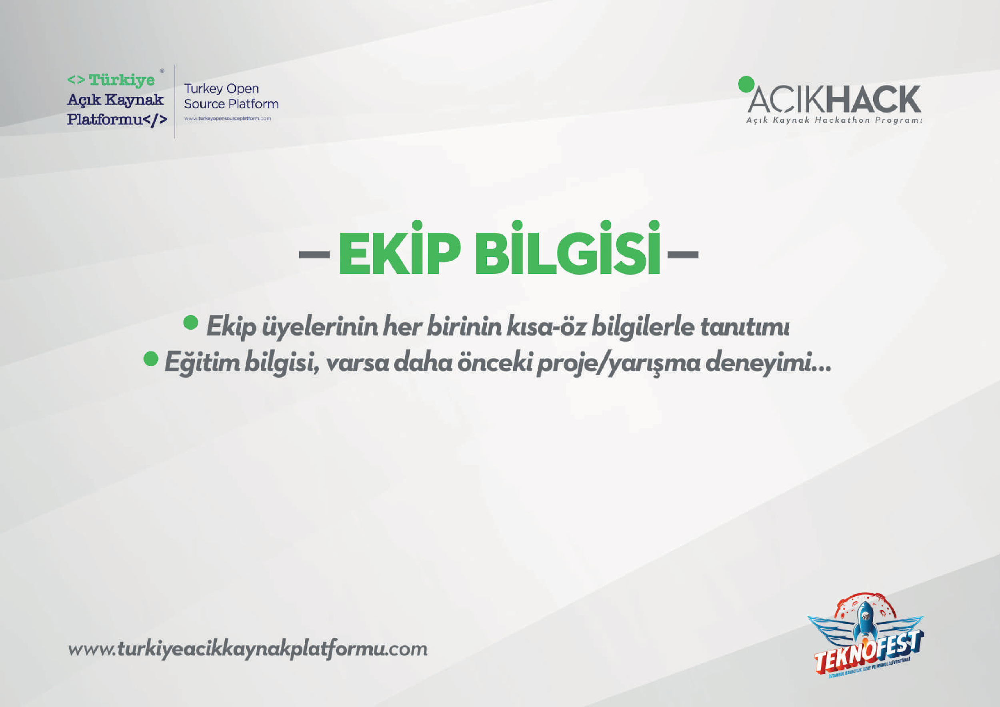 <> Türkiye ®
Açık Kaynak
Platformu</>
Turkey Open
Source Platform
www.turkeyopensourceplatform.com
AÇIKHACK
Açık Kaynak Hackathon Programı
–EKİP BİLGİSİ–
• Ekip üyelerinin her birinin kısa-öz bilgilerle tanıtımı
• Eğitim bilgisi, varsa daha önceki proje/yarışma deneyimi...
www.turkiyeacikkaynakplatformu.com
TEKNOFEST
İSTANBUL HAVACILIK, UZAY VE TEKNOLOJİ FESTİVALİ